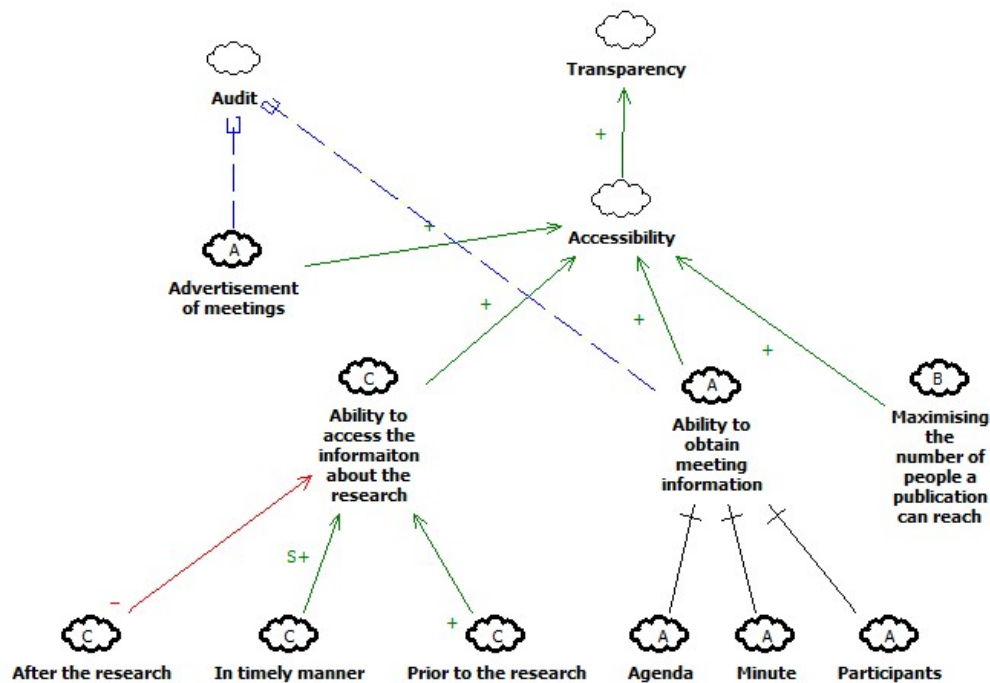 Transparency
Audit
+
A
+
Accessibility
Advertisement
of meetings
+
+
+
C
A
B
Ability to
access the
informaiton
about the
research
Ability to
obtain
meeting
information
Maximising
the
number of
people a
publication
can reach
S+
-
+
C
C
C
A
A
A
After the research
In timely manner
Prior to the research
Agenda
Minute
Participants